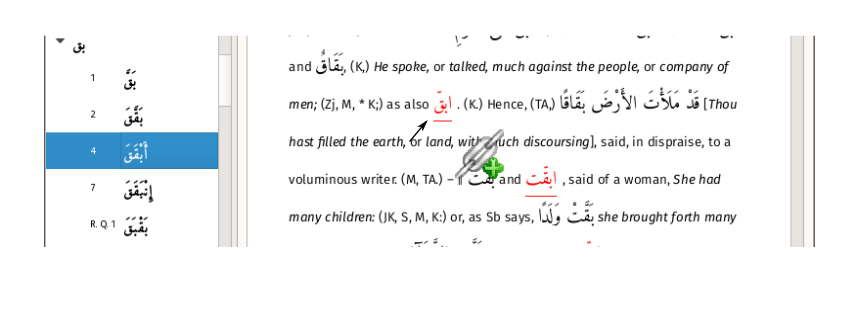 بق
1 بَقَّ
2 بَقَّقَ
4 أَبْقَقَ
7 إِنْبَقَقَ
R. Q. 1 بَقْبَقَ
and بَقَاقٌ, (K,) He spoke, or talked, much against the people, or company of
men; (Zj, M, * K;) as also ابقّ . (K.) Hence, (TA,) قَدْ مَلَأْتَ الأَرْضَ بَقَاقًا [Thou
hast filled the earth, or land, with much discoursing], said, in dispraise, to a
voluminous writer. (M, TA.) – بقّت and ابقّت , said of a woman, She had
many children: (JK, S, M, K:) or, as Sb says, بَقَّتْ وَلَدًا she brought forth many